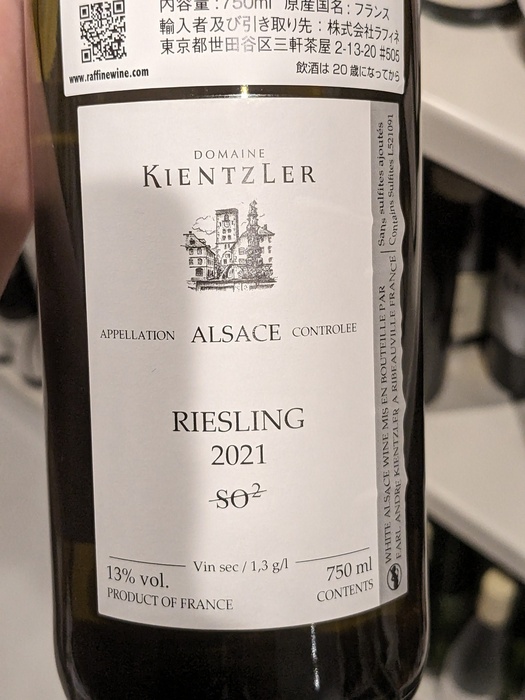 内容量：750ml 原産国名：フランス
輸入者及び引き取り先：株式会社ラフィネ
東京都世田谷区三軒茶屋 2-13-20 #505
www.raffinewine.com
飲酒は 20 歳になってから
DOMAINE
KIENTZLER
APPELLATION ALSACE CONTROLEE
RIESLING
2021
SO²
Vin sec / 1,3 g/l
13% vol.
750 ml
PRODUCT OF FRANCE
CONTENTS
WHITE ALSACE WINE MIS EN BOUTEILLE PAR
EARL ANDRE KIENTZLER A RIBEAUVILLE FRANCE
Sans sulfites ajoutés
Contains Sulfites L521091